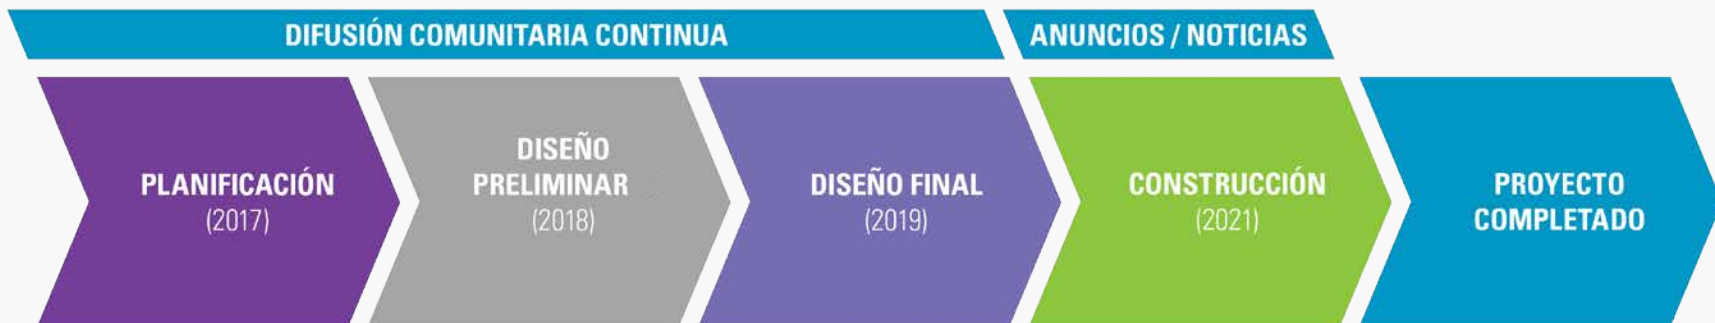 DIFUSIÓN COMUNITARIA CONTINUA
ANUNCIOS / NOTICIAS
PLANIFICACIÓN
(2017)
DISEÑO
PRELIMINAR
(2018)
DISEÑO FINAL
(2019)
CONSTRUCCIÓN
(2021)
PROYECTO
COMPLETADO